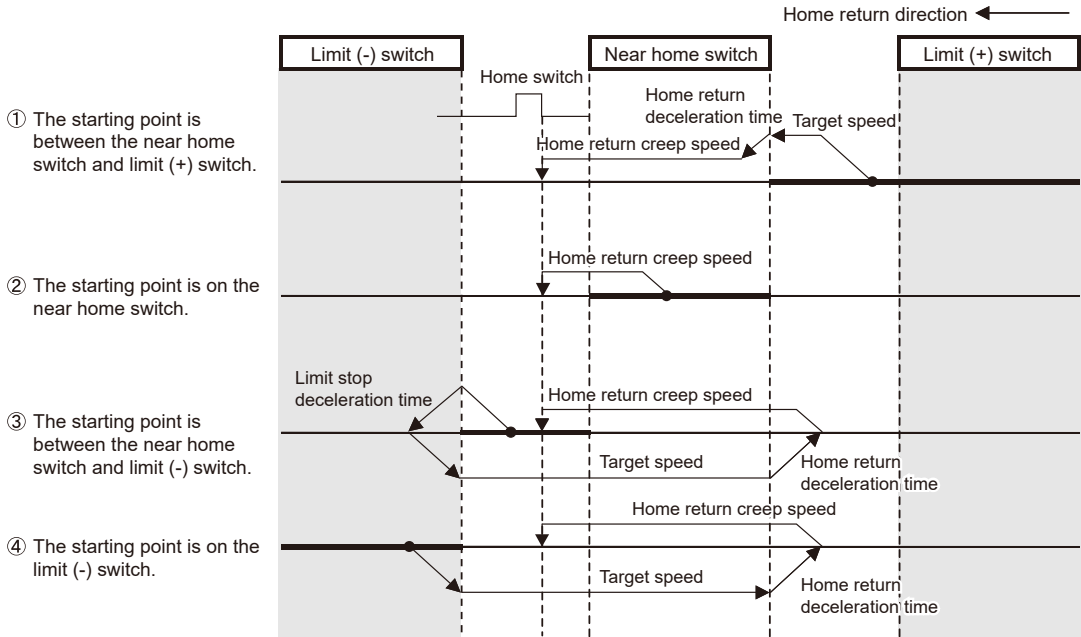 Home return direction
Limit (-) switch
Near home switch
Limit (+) switch
Home switch
① The starting point is
between the near home
switch and limit (+) switch.
Home return
deceleration time
Target speed
Home return creep speed
② The starting point is on the
near home switch.
Home return creep speed
③ The starting point is
between the near home
switch and limit (-) switch.
Limit stop
deceleration time
Home return creep speed
Target speed
Home return
deceleration time
④ The starting point is on the
limit (-) switch.
Home return creep speed
Target speed
Home return
deceleration time